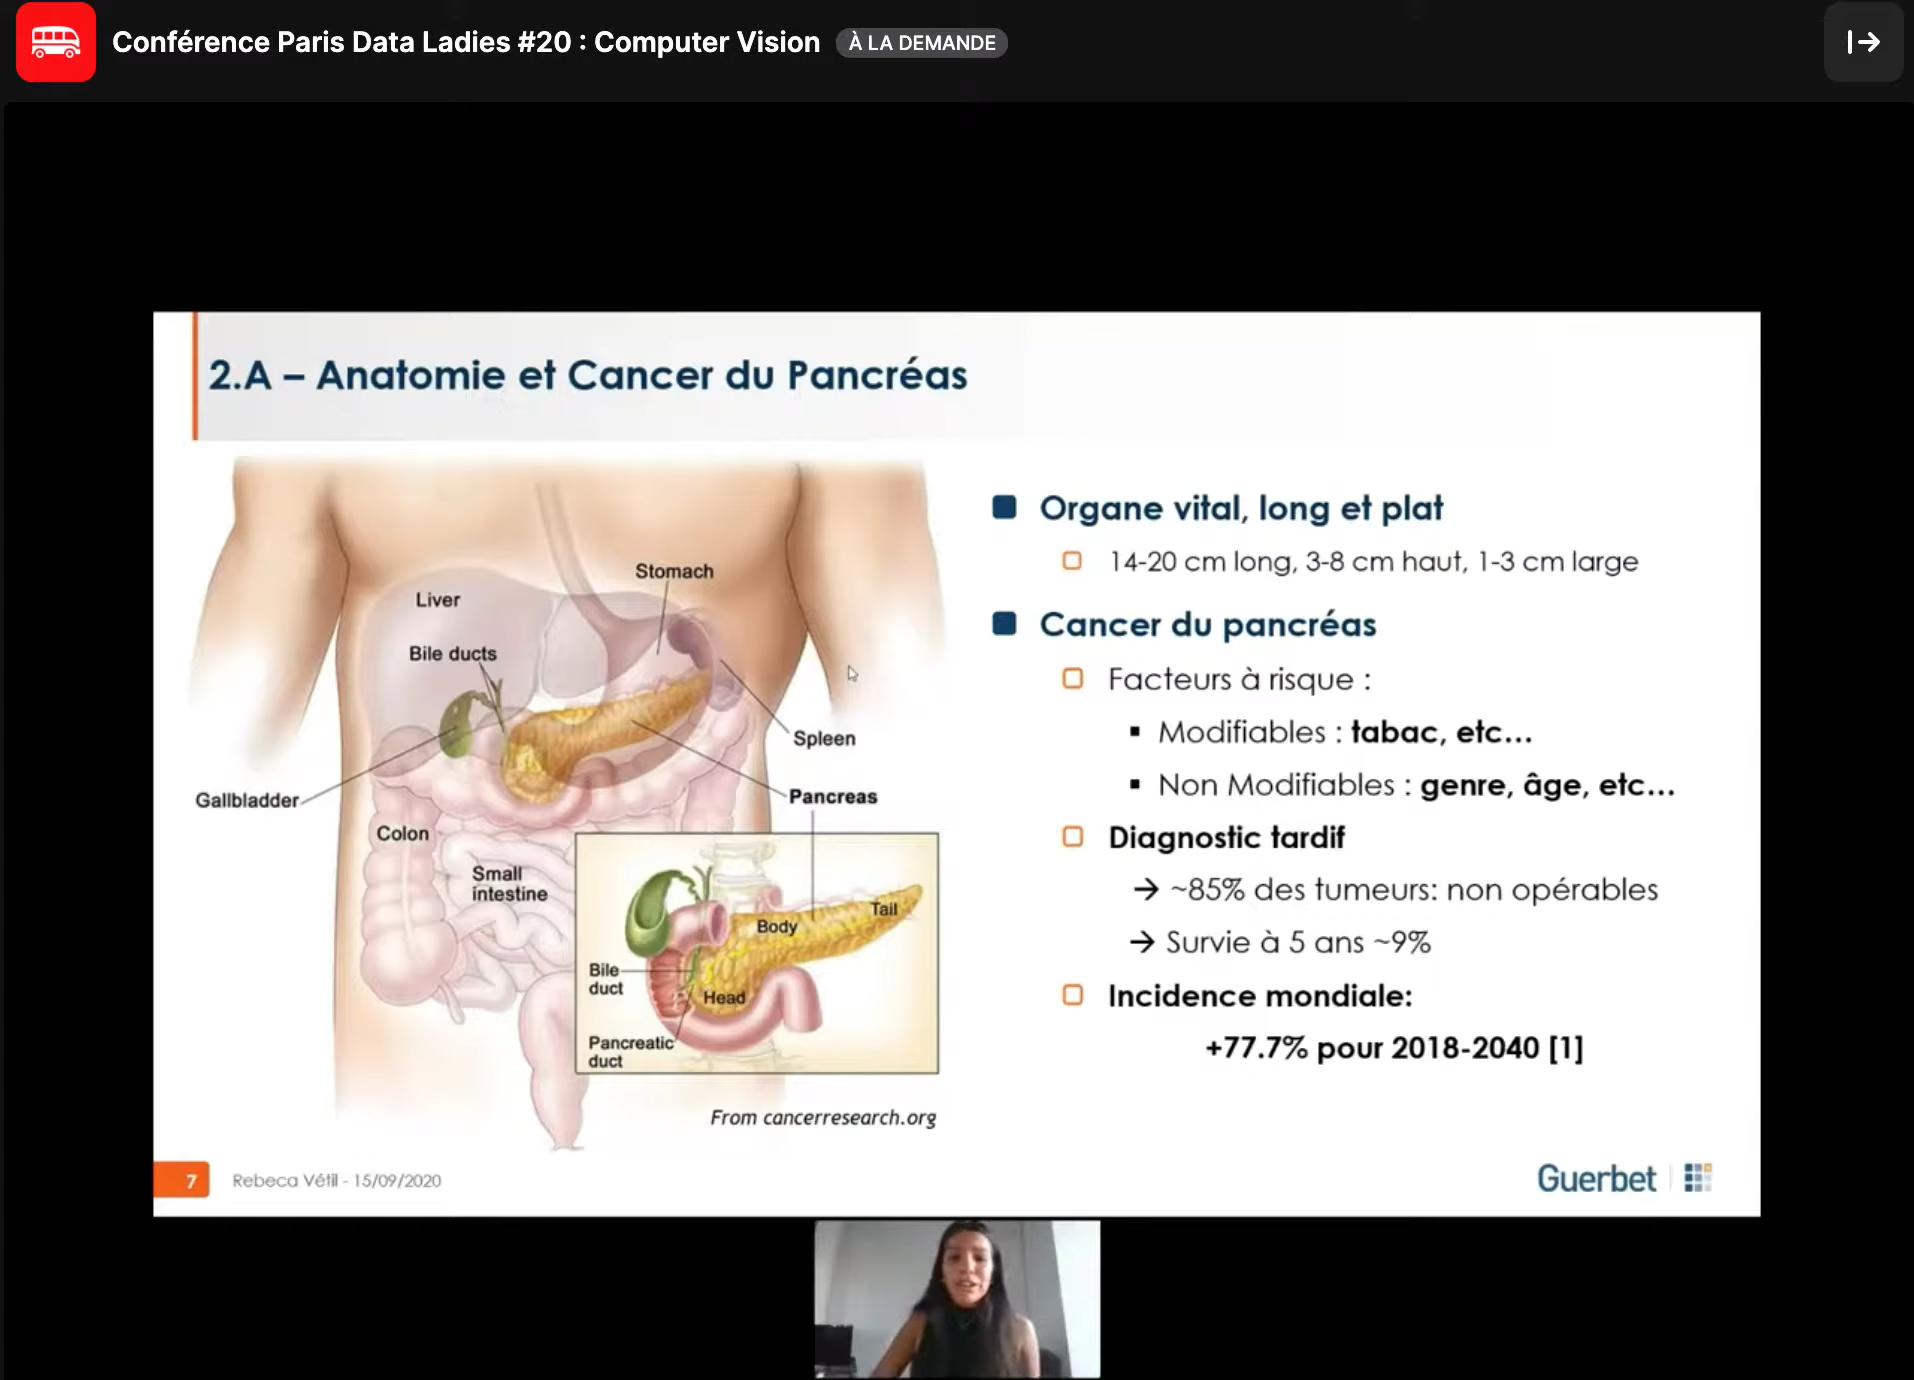 Conférence Paris Data Ladies #20 : Computer Vision À LA DEMANDE
2.A – Anatomie et Cancer du Pancréas
Stomach
Liver
Bile ducts
Spleen
Gallbladder
Pancreas
Colon
Small
intestine
Tail
Body
Bile
duct
Head
Pancreatic
duct
From cancerresearch.org
Organe vital, long et plat
14-20 cm long, 3-8 cm haut, 1-3 cm large
Cancer du pancréas
Facteurs à risque :
Modifiables : tabac, etc...
Non Modifiables : genre, âge, etc...
Diagnostic tardif
→ ~85% des tumeurs: non opérables
→ Survie à 5 ans ~9%
Incidence mondiale:
+77.7% pour 2018-2040 [1]
7 Rebeca Vétil - 15/09/2020
Guerbet